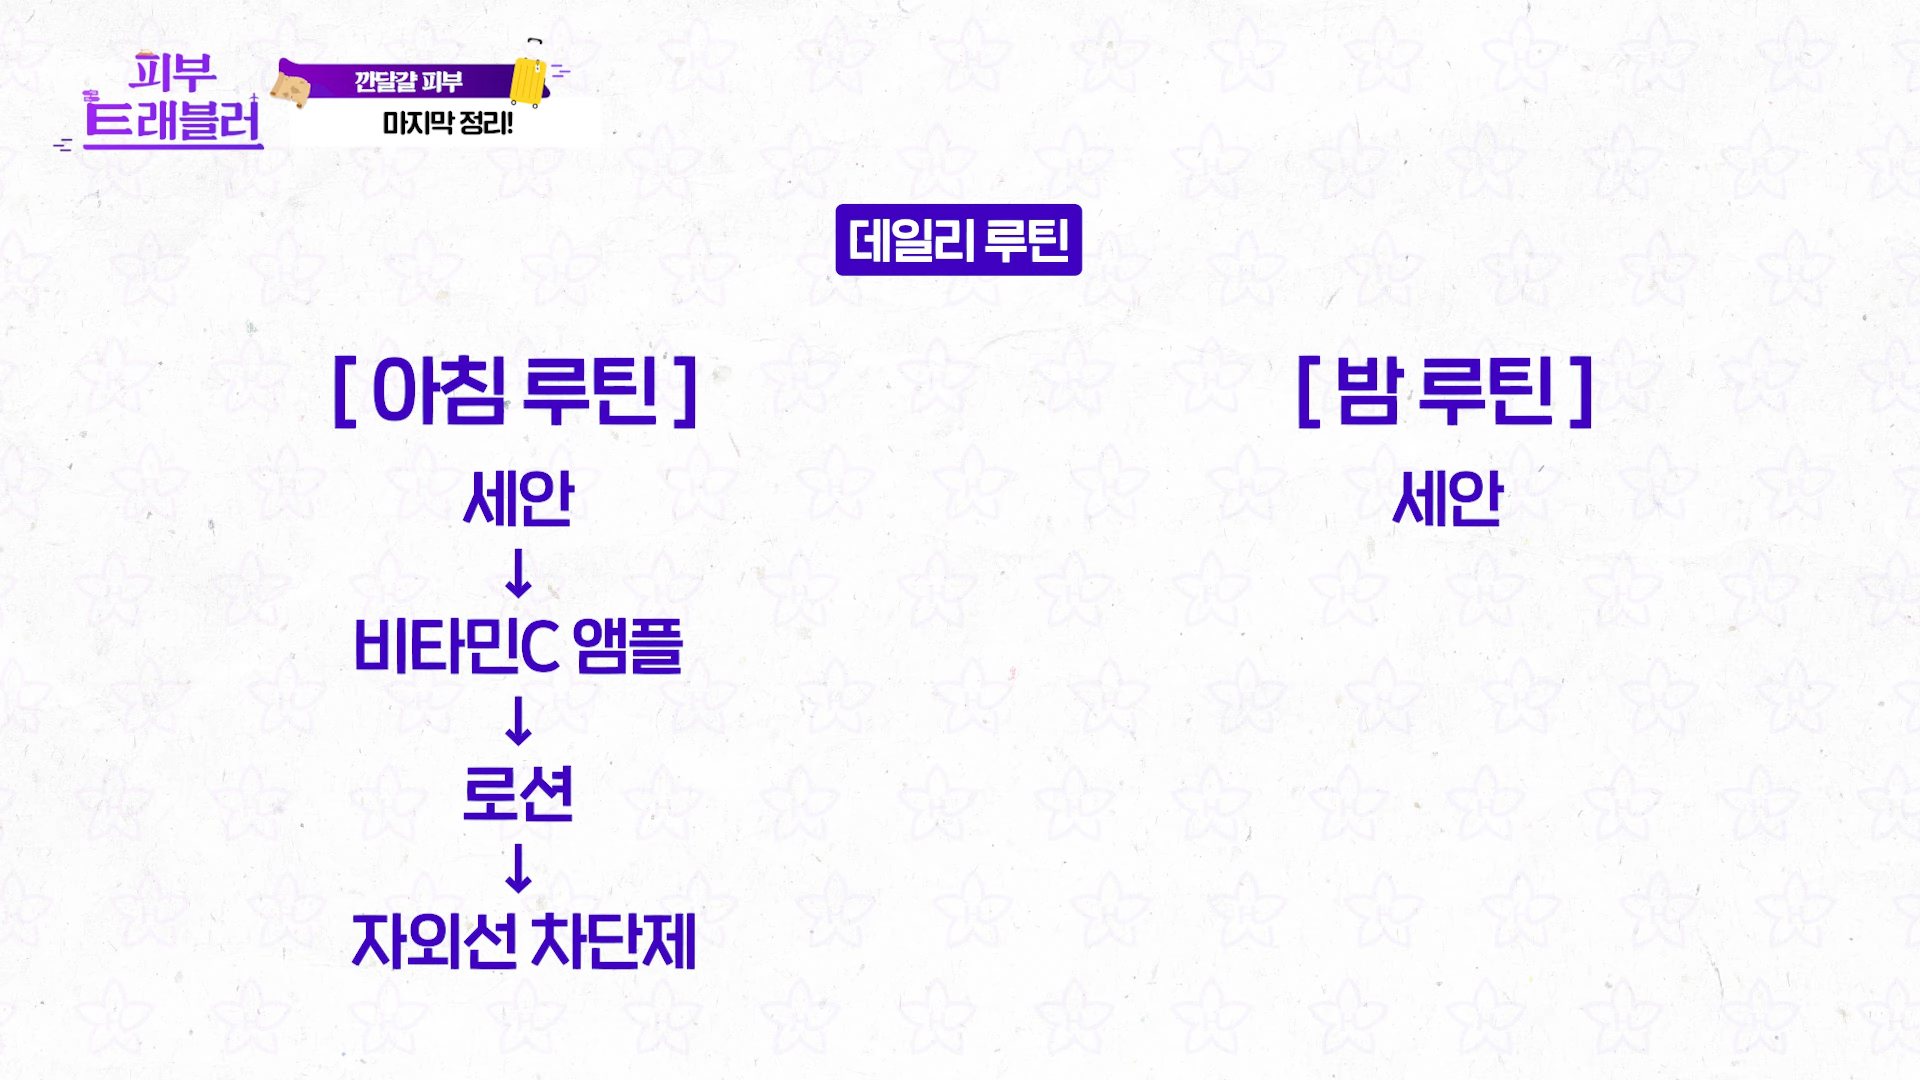 피부
트래블러
깐달걀 피부
마지막 정리!
데일리 루틴
[ 아침 루틴 ]
세안
↓
비타민C 앰플
↓
로션
↓
자외선 차단제
[ 밤 루틴 ]
세안